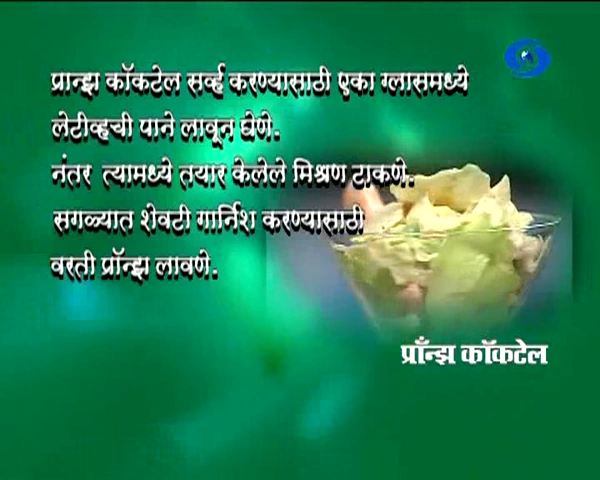 प्रान्झ कॉकटेल सर्व्ह करण्यासाठी एका ग्लासमध्ये
लेटीव्हची पाने लावून घेणे.
नंतर त्यामध्ये तयार केलेले मिश्रण टाकणे.
सगळ्यात शेवटी गार्निश करण्यासाठी
वरती प्रॉन्झ लावणे.
प्रॉंन्झ कॉकटेल